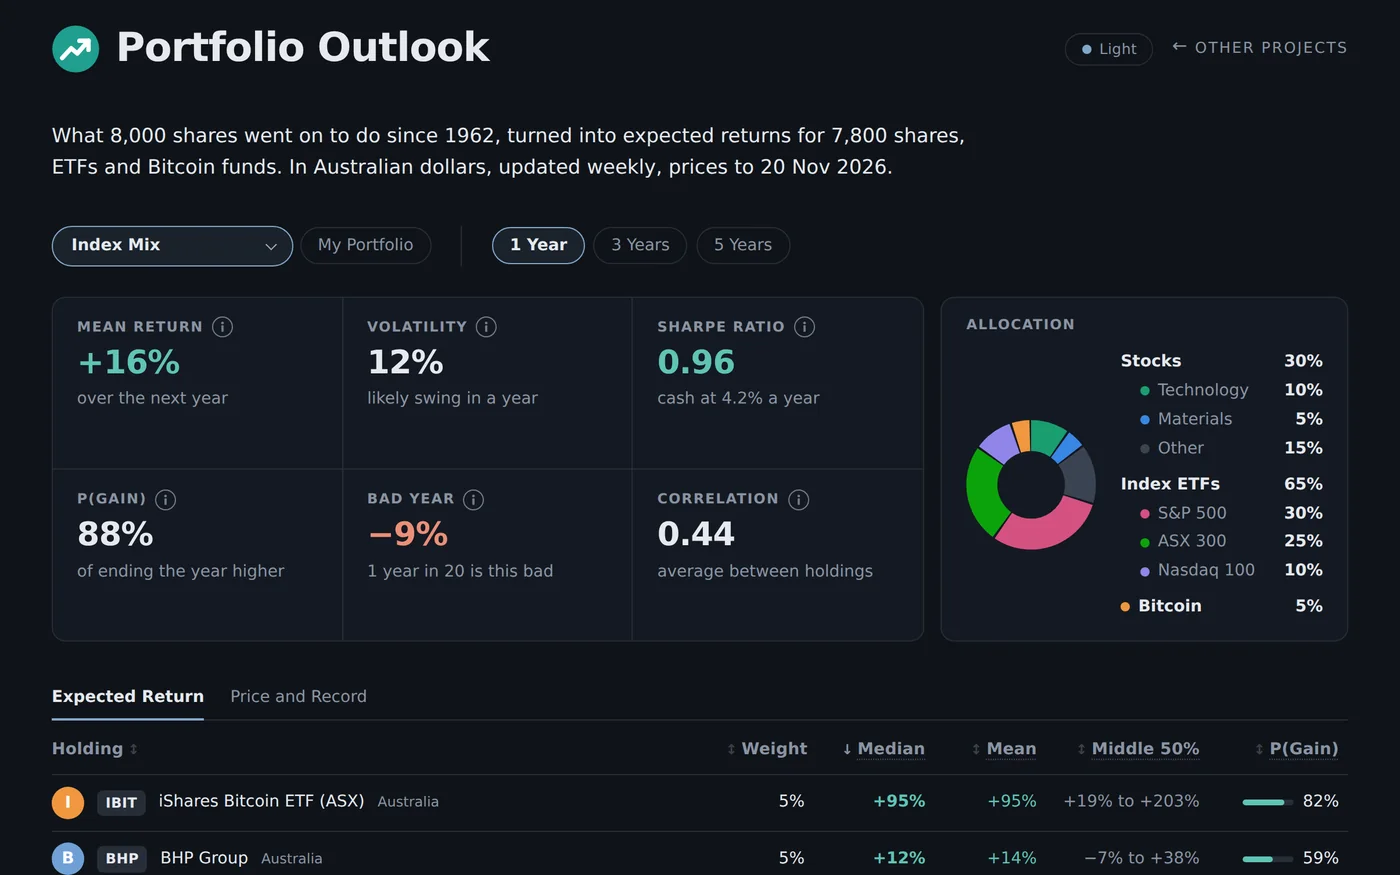 Portfolio Outlook
Light
← OTHER PROJECTS
What 8,000 shares went on to do since 1962, turned into expected returns for 7,800 shares,
ETFs and Bitcoin funds. In Australian dollars, updated weekly, prices to 20 Nov 2026.
Index Mix
My Portfolio
1 Year
3 Years
5 Years
MEAN RETURN i
+16%
over the next year
VOLATILITY i
12%
likely swing in a year
SHARPE RATIO i
0.96
cash at 4.2% a year
P(GAIN) i
88%
of ending the year higher
BAD YEAR i
−9%
1 year in 20 is this bad
CORRELATION i
0.44
average between holdings
ALLOCATION
Stocks 30%
Technology 10%
Materials 5%
Other 15%
Index ETFs 65%
S&P 500 30%
ASX 300 25%
Nasdaq 100 10%
Bitcoin 5%
Expected Return
Price and Record
Holding ↕ ↕ Weight ↓ Median ↕ Mean ↕ Middle 50% ↕ P(Gain)
I IBIT iShares Bitcoin ETF (ASX) Australia 5% +95% +95% +19% to +203% 82%
B BHP BHP Group Australia 5% +12% +14% −7% to +38% 59%